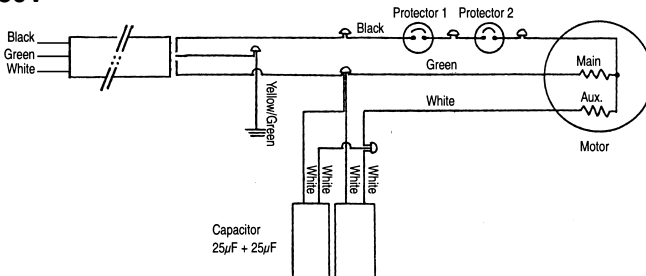 Protector 1 Protector 2
Black
Black
Green
White
Green
Main
White
Aux.
Yellow/Green
Motor
White
White
White
White
Capacitor
25µF + 25µF